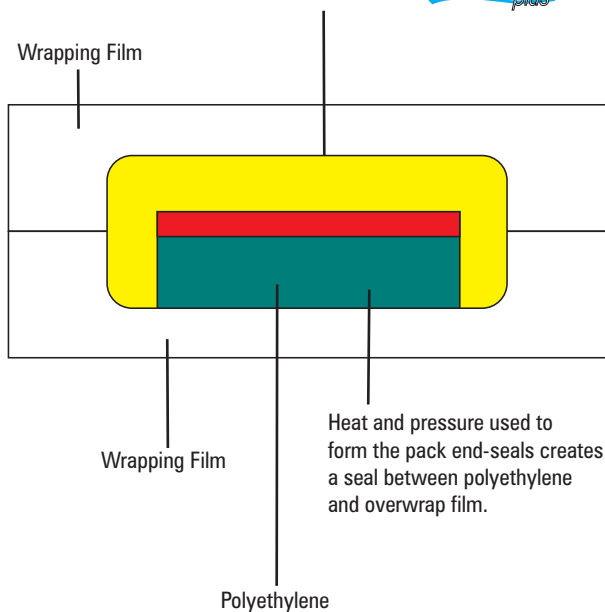 plus
Wrapping Film
Heat and pressure used to
form the pack end-seals creates
a seal between polyethylene
and overwrap film.
Wrapping Film
Polyethylene